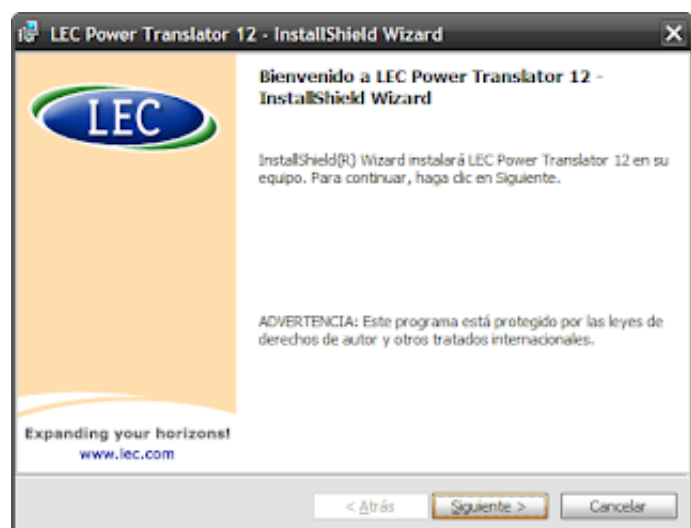 LEC Power Translator 12 - InstallShield Wizard
LEC
Bienvenido a LEC Power Translator 12 -
InstallShield Wizard
InstallShield(R) Wizard instalará LEC Power Translator 12 en su
equipo. Para continuar, haga clic en Siguiente.
ADVERTENCIA: Este programa está protegido por las leyes de
derechos de autor y otros tratados internacionales.
Expanding your horizons!
www.lec.com
< Atrás
Siguiente >
Cancelar